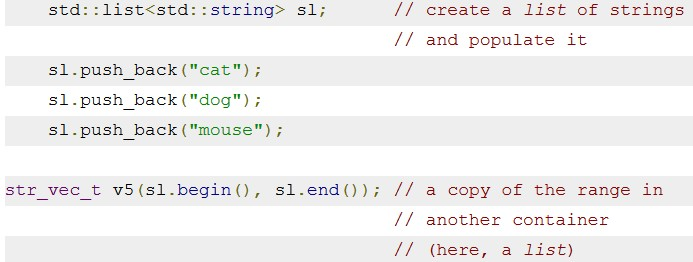 std::list<std::string> sl; // create a list of strings
// and populate it
sl.push_back("cat");
sl.push_back("dog");
sl.push_back("mouse");
str_vec_t v5(sl.begin(), sl.end()); // a copy of the range in
// another container
// (here, a list)